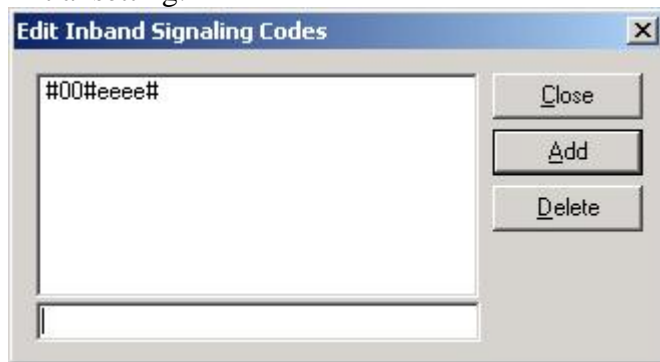 Edit Inband Signaling Codes
#00#eeee#
Close
Add
Delete